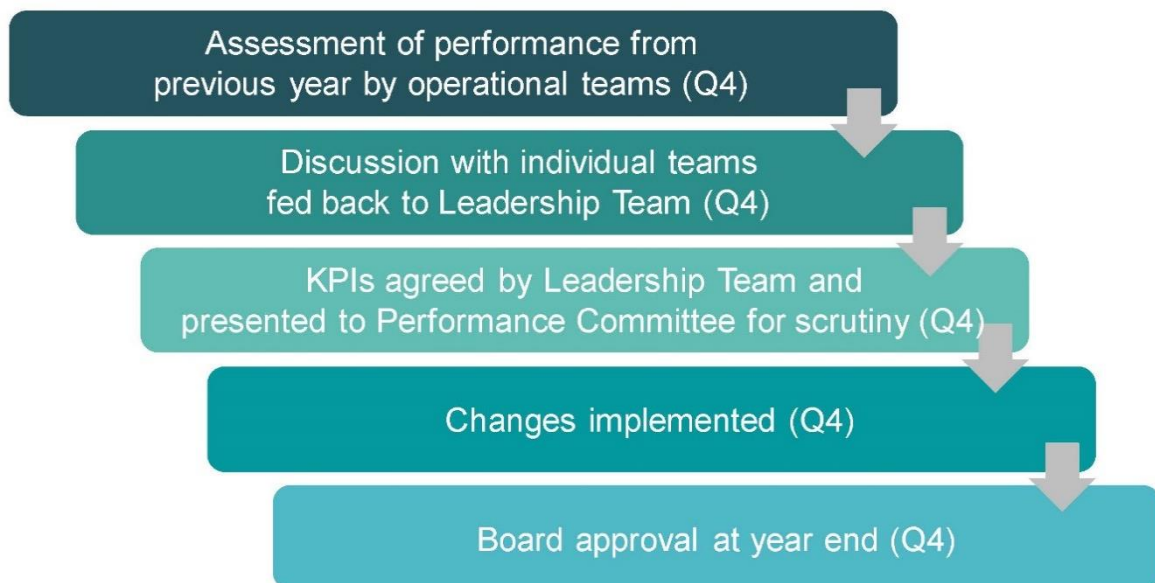 Assessment of performance from
previous year by operational teams (Q4)
Discussion with individual teams
fed back to Leadership Team (Q4)
KPIs agreed by Leadership Team and
presented to Performance Committee for scrutiny (Q4)
Changes implemented (Q4)
Board approval at year end (Q4)